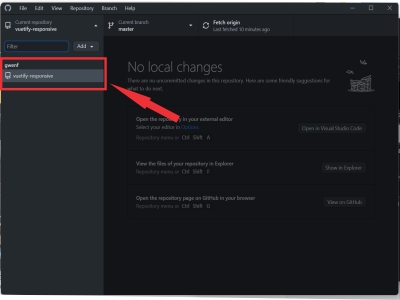 File Edit View Repository Branch Help
Current repository
vuetify-responsive
Current branch
master
Fetch origin
Last fetched 10 minutes ago
Filter
Add
gwenf
vuetify-responsive
No local changes
There are no uncommitted changes in this repository. Here are some friendly suggestions for
what to do next.
Open the repository in your external editor
Select your editor in Options
Repository menu or Ctrl Shift A
Open in Visual Studio Code
View the files of your repository in Explorer
Repository menu or Ctrl Shift F
Show in Explorer
Open the repository page on GitHub in your browser
Repository menu or Ctrl Shift G
View on GitHub